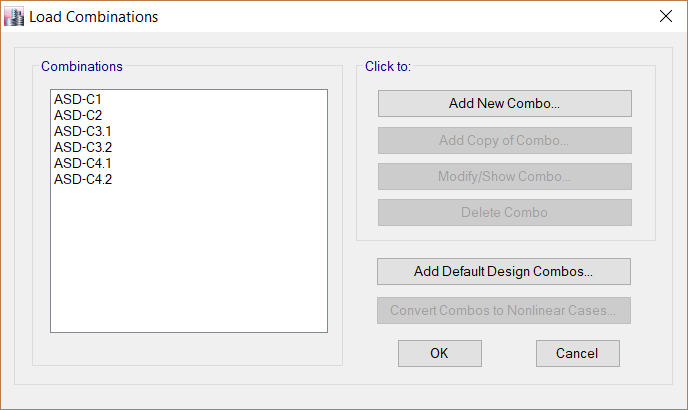 Load Combinations
Combinations
ASD-C1
ASD-C2
ASD-C3.1
ASD-C3.2
ASD-C4.1
ASD-C4.2
Click to:
Add New Combo...
Add Copy of Combo...
Modify/Show Combo...
Delete Combo
Add Default Design Combos...
Convert Combos to Nonlinear Cases...
OK
Cancel